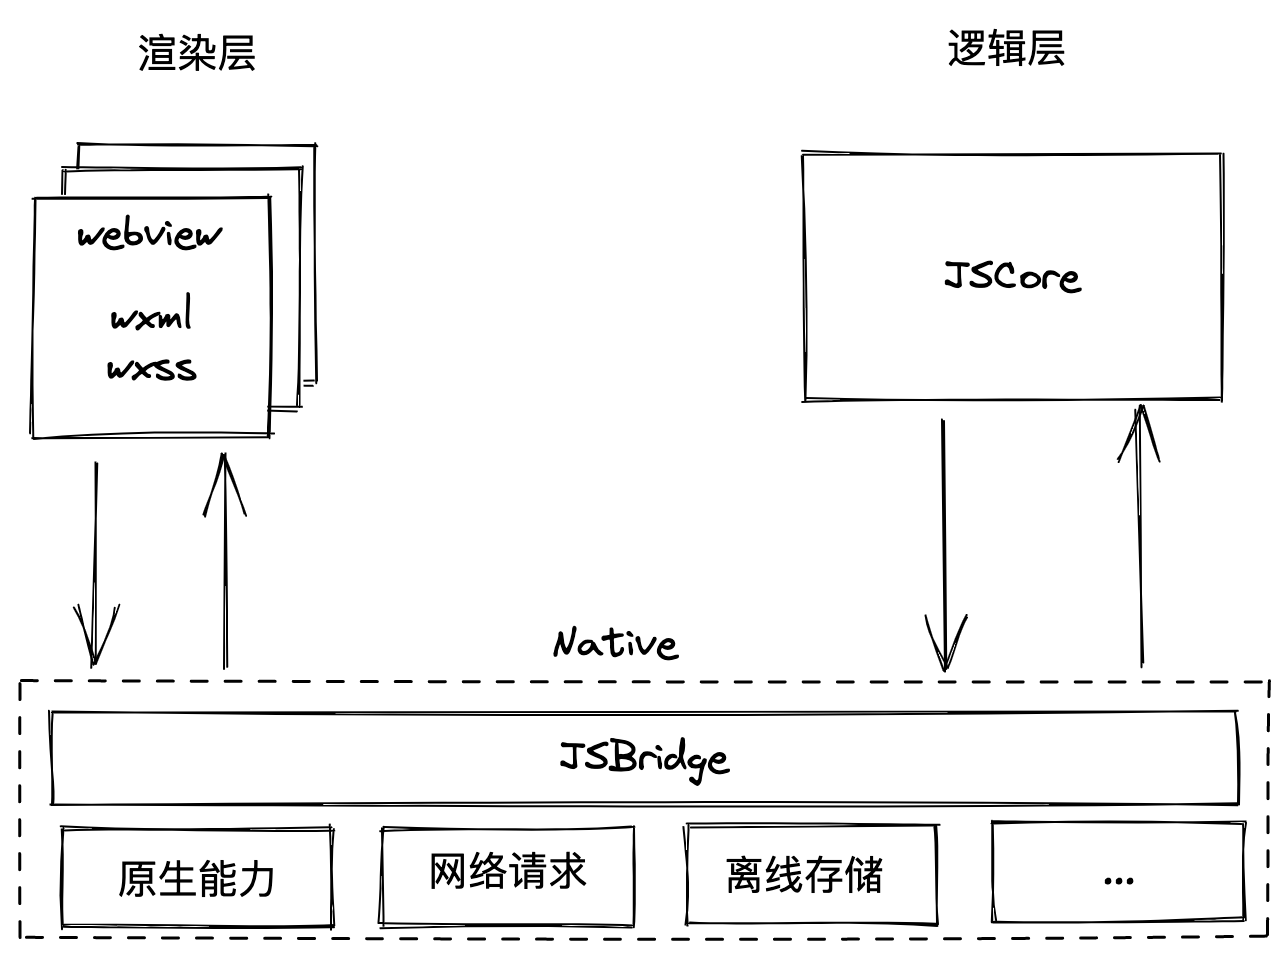 渲染层
逻辑层
webview
wxml
wxss
JSCore
Native
JSBridge
原生能力
网络请求
离线存储
...